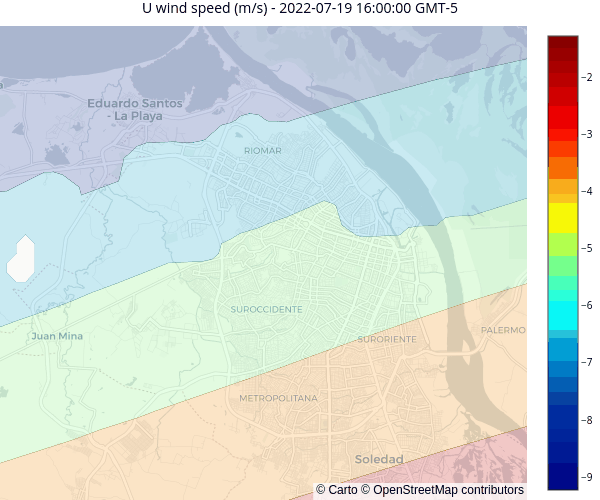 U wind speed (m/s) - 2022-07-19 16:00:00 GMT-5
Eduardo Santos
- La Playa
RIOMAR
SUROCCIDENTE
Juan Mina
SURORIENTE
PALERMO
METROPOLITANA
Soledad
© Carto © OpenStreetMap contributors
−2
−3
−4
−5
−6
−7
−8
−9